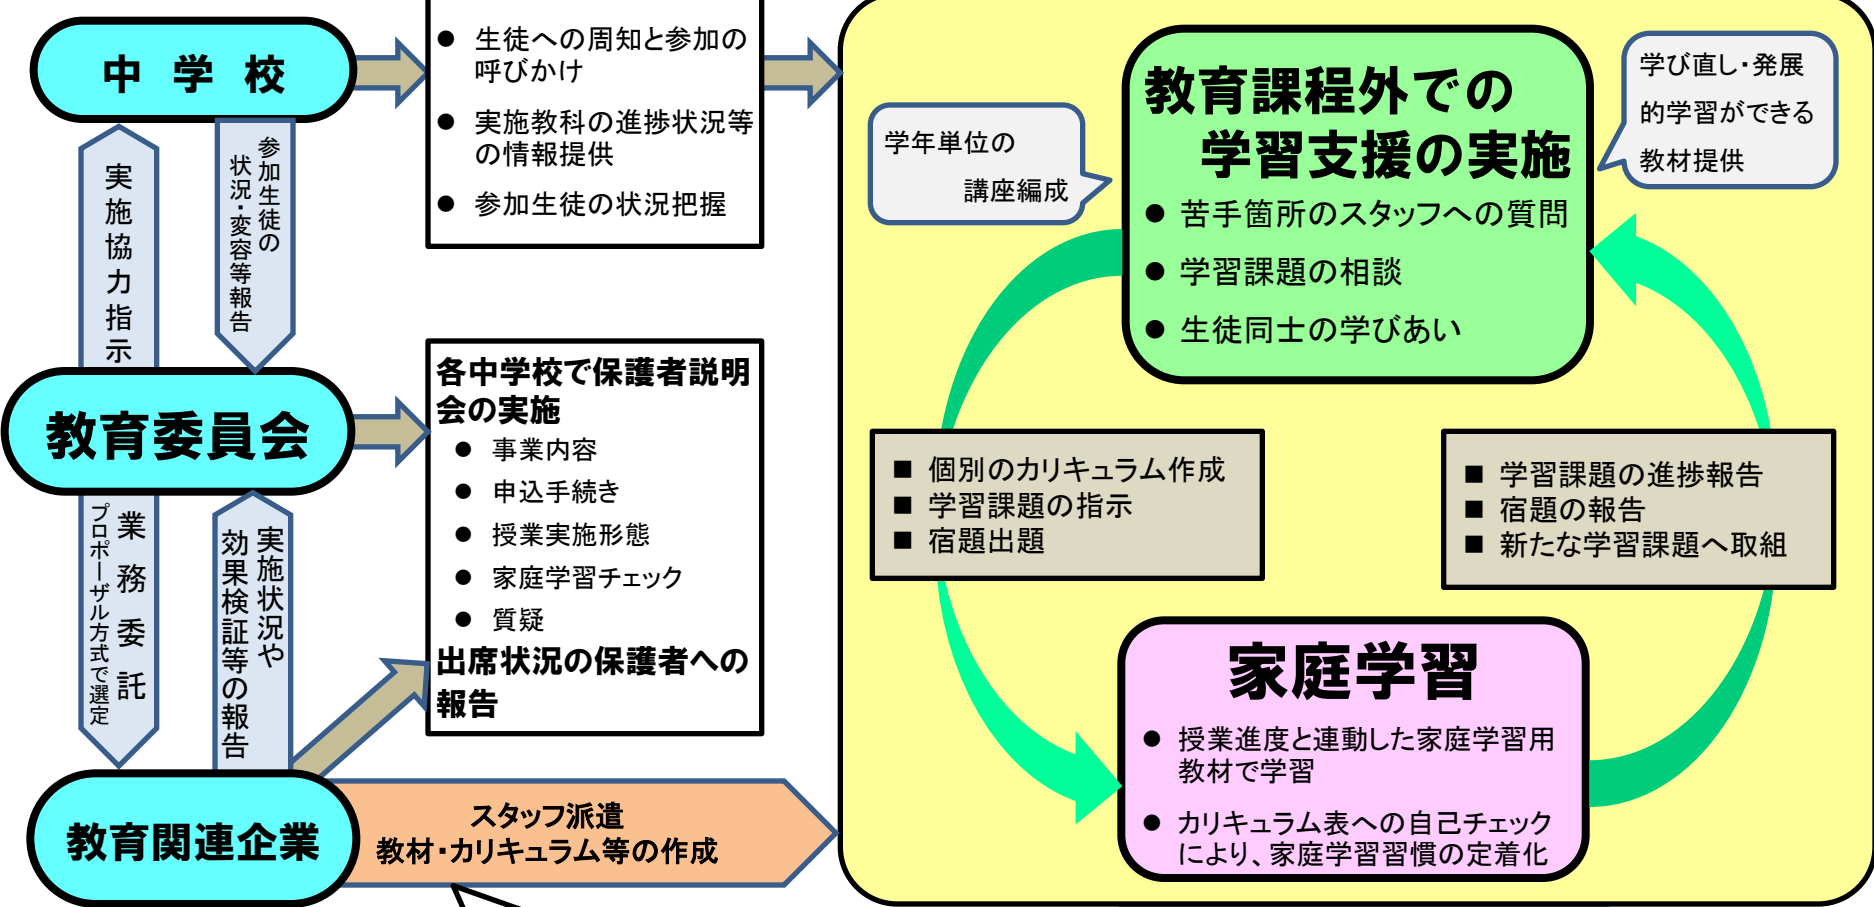 中学校
● 生徒への周知と参加の
呼びかけ
● 実施教科の進捗状況等
の情報提供
● 参加生徒の状況把握
実施協力指示
参加生徒の
状況・変容等報告
教育委員会
各中学校で保護者説明
会の実施
● 事業内容
● 申込手続き
● 授業実施形態
● 家庭学習チェック
● 質疑
出席状況の保護者への
報告
業務委託
プロポーザル方式で選定
実施状況や
効果検証等の報告
教育関連企業
スタッフ派遣
教材・カリキュラム等の作成
学年単位の
講座編成
教育課程外での
学習支援の実施
● 苦手箇所のスタッフへの質問
● 学習課題の相談
● 生徒同士の学びあい
学び直し・発展
的学習ができる
教材提供
■ 個別のカリキュラム作成
■ 学習課題の指示
■ 宿題出題
■ 学習課題の進捗報告
■ 宿題の報告
■ 新たな学習課題へ取組
家庭学習
● 授業進度と連動した家庭学習用
教材で学習
● カリキュラム表への自己チェック
により、家庭学習習慣の定着化